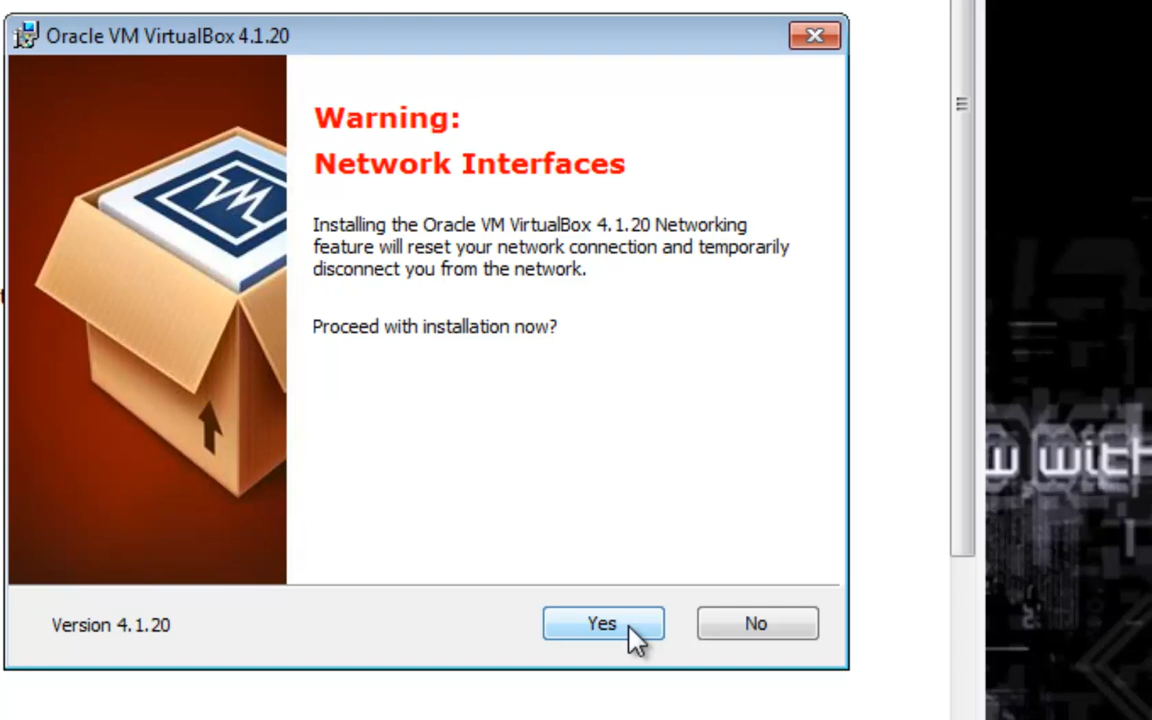 Oracle VM VirtualBox 4.1.20
Warning:
Network Interfaces
Installing the Oracle VM VirtualBox 4.1.20 Networking
feature will reset your network connection and temporarily
disconnect you from the network.
Proceed with installation now?
Version 4.1.20
Yes
No
w with